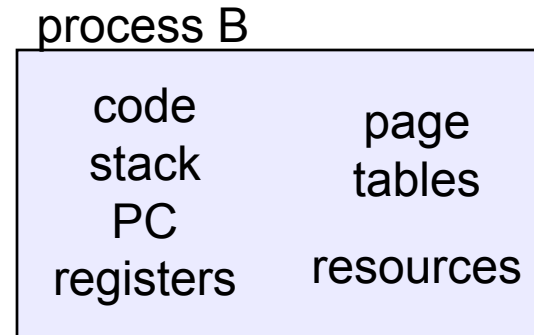 process B
code
stack
PC
registers
page
tables
resources